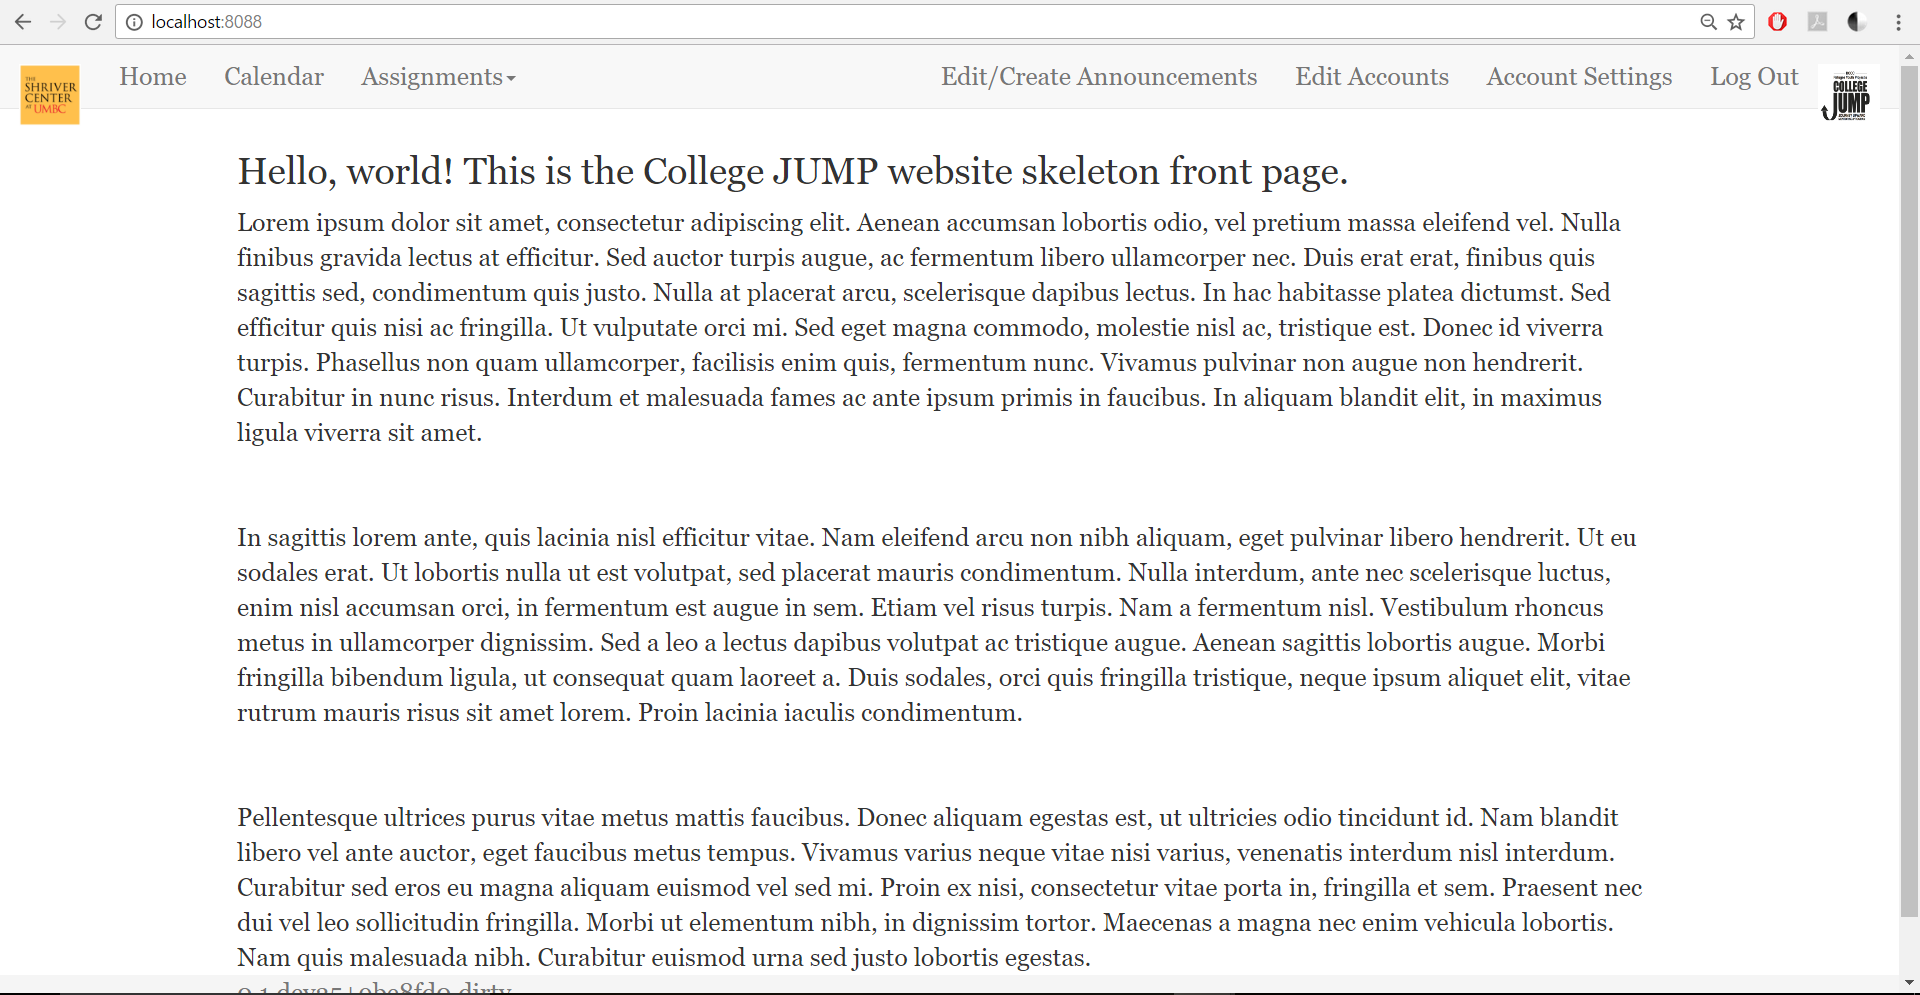 localhost:8088
THE
SHRIVER
CENTER
AT UMBC
Home Calendar Assignments Edit/Create Announcements Edit Accounts Account Settings Log Out
COLLEGE
JUMP
Hello, world! This is the College JUMP website skeleton front page.
Lorem ipsum dolor sit amet, consectetur adipiscing elit. Aenean accumsan lobortis odio, vel pretium massa eleifend vel. Nulla
finibus gravida lectus at efficitur. Sed auctor turpis augue, ac fermentum libero ullamcorper nec. Duis erat erat, finibus quis
sagittis sed, condimentum quis justo. Nulla at placerat arcu, scelerisque dapibus lectus. In hac habitasse platea dictumst. Sed
efficitur quis nisi ac fringilla. Ut vulputate orci mi. Sed eget magna commodo, molestie nisl ac, tristique est. Donec id viverra
turpis. Phasellus non quam ullamcorper, facilisis enim quis, fermentum nunc. Vivamus pulvinar non augue non hendrerit.
Curabitur in nunc risus. Interdum et malesuada fames ac ante ipsum primis in faucibus. In aliquam blandit elit, in maximus
ligula viverra sit amet.
In sagittis lorem ante, quis lacinia nisl efficitur vitae. Nam eleifend arcu non nibh aliquam, eget pulvinar libero hendrerit. Ut eu
sodales erat. Ut lobortis nulla ut est volutpat, sed placerat mauris condimentum. Nulla interdum, ante nec scelerisque luctus,
enim nisl accumsan orci, in fermentum est augue in sem. Etiam vel risus turpis. Nam a fermentum nisl. Vestibulum rhoncus
metus in ullamcorper dignissim. Sed a leo a lectus dapibus volutpat ac tristique augue. Aenean sagittis lobortis augue. Morbi
fringilla bibendum ligula, ut consequat quam laoreet a. Duis sodales, orci quis fringilla tristique, neque ipsum aliquet elit, vitae
rutrum mauris risus sit amet lorem. Proin lacinia iaculis condimentum.
Pellentesque ultrices purus vitae metus mattis faucibus. Donec aliquam egestas est, ut ultricies odio tincidunt id. Nam blandit
libero vel ante auctor, eget faucibus metus tempus. Vivamus varius neque vitae nisi varius, venenatis interdum nisl interdum.
Curabitur sed eros eu magna aliquam euismod vel sed mi. Proin ex nisi, consectetur vitae porta in, fringilla et sem. Praesent nec
dui vel leo sollicitudin fringilla. Morbi ut elementum nibh, in dignissim tortor. Maecenas a magna nec enim vehicula lobortis.
Nam quis malesuada nibh. Curabitur euismod urna sed justo lobortis egestas.